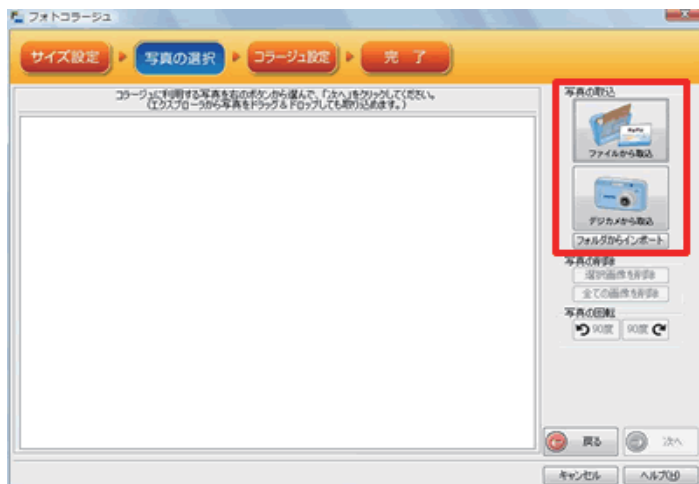 フォトコラージュ
サイズ設定
写真の選択
コラージュ設定
完 了
コラージュに利用する写真を右のボタンから選んで、「次へ」をクリックしてください。
(エクスプローラから写真をドラッグ＆ドロップしても取り込めます。)
写真の取込
ファイルから取込
デジカメから取込
フォルダからインポート
写真の削除
選択画像を削除
全ての画像を削除
写真の回転
90度
90度
戻る
次へ
キャンセル
ヘルプ(H)